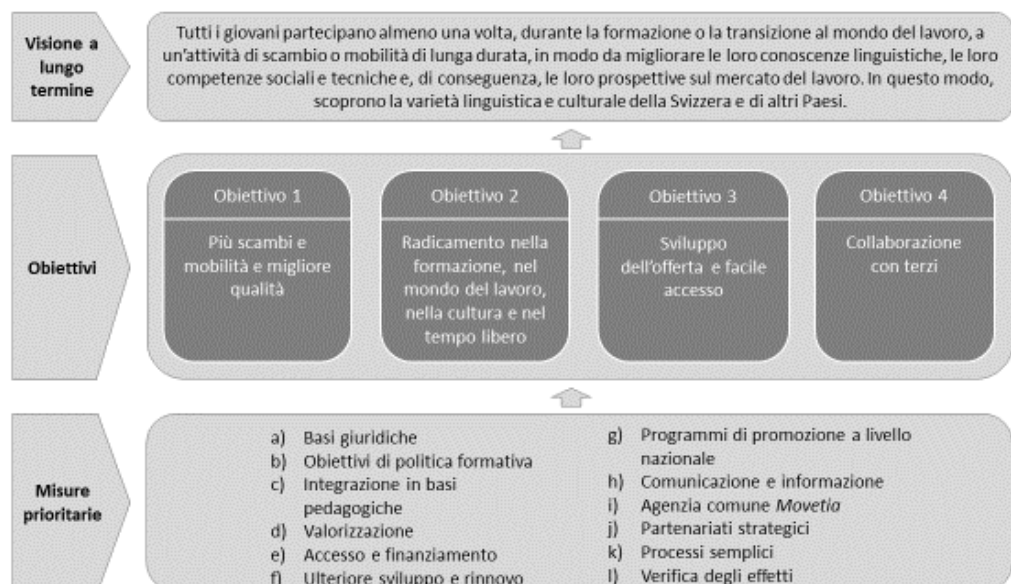 Visione a
lungo
termine
Tutti i giovani partecipano almeno una volta, durante la formazione o la transizione al mondo del lavoro, a
un'attività di scambio o mobilità di lunga durata, in modo da migliorare le loro conoscenze linguistiche, le loro
competenze sociali e tecniche e, di conseguenza, le loro prospettive sul mercato del lavoro. In questo modo,
scoprono la varietà linguistica e culturale della Svizzera e di altri Paesi.
Obiettivi
Obiettivo 1
Più scambi e
mobilità e migliore
qualità
Obiettivo 2
Radicamento nella
formazione, nel
mondo del lavoro,
nella cultura e nel
tempo libero
Obiettivo 3
Sviluppo
dell'offerta e facile
accesso
Obiettivo 4
Collaborazione
con terzi
Misure
prioritarie
a) Basi giuridiche
b) Obiettivi di politica formativa
c) Integrazione in basi
pedagogiche
d) Valorizzazione
e) Accesso e finanziamento
f) Ulteriore sviluppo e rinnovo
g) Programmi di promozione a livello
nazionale
h) Comunicazione e informazione
i) Agenzia comune Movetia
j) Partenariati strategici
k) Processi semplici
l) Verifica degli effetti